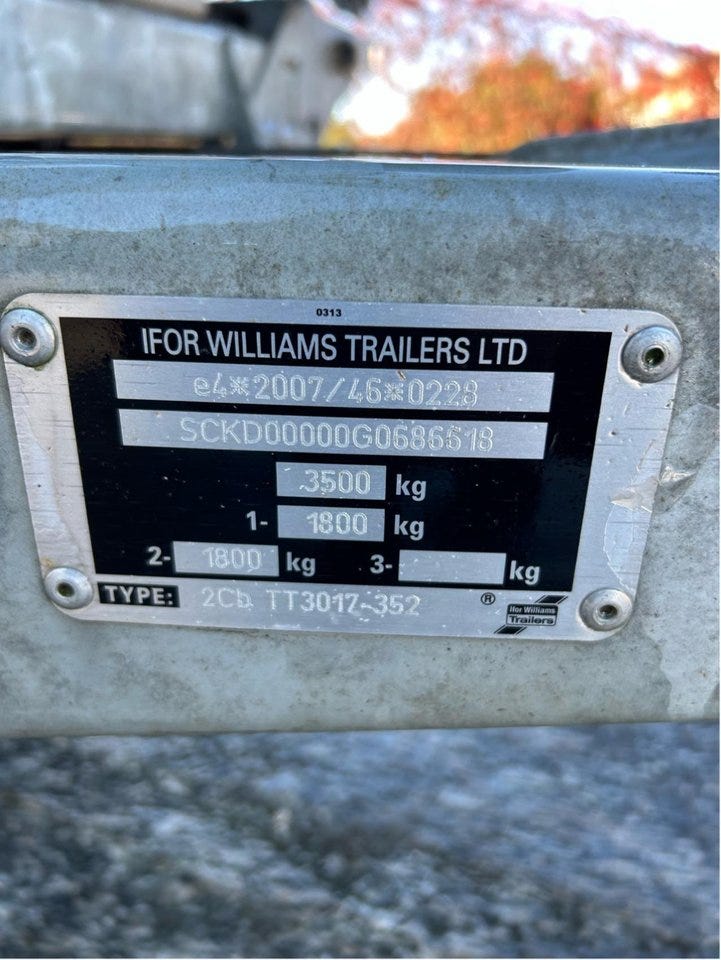 0313
IFOR WILLIAMS TRAILERS LTD
e4*2007/46*0228
SCKD00000G0686618
3500 kg
1- 1800 kg
2- 1800 kg 3- kg
TYPE: 2Cb TT3017-352 ® Ifor Williams
Trailers